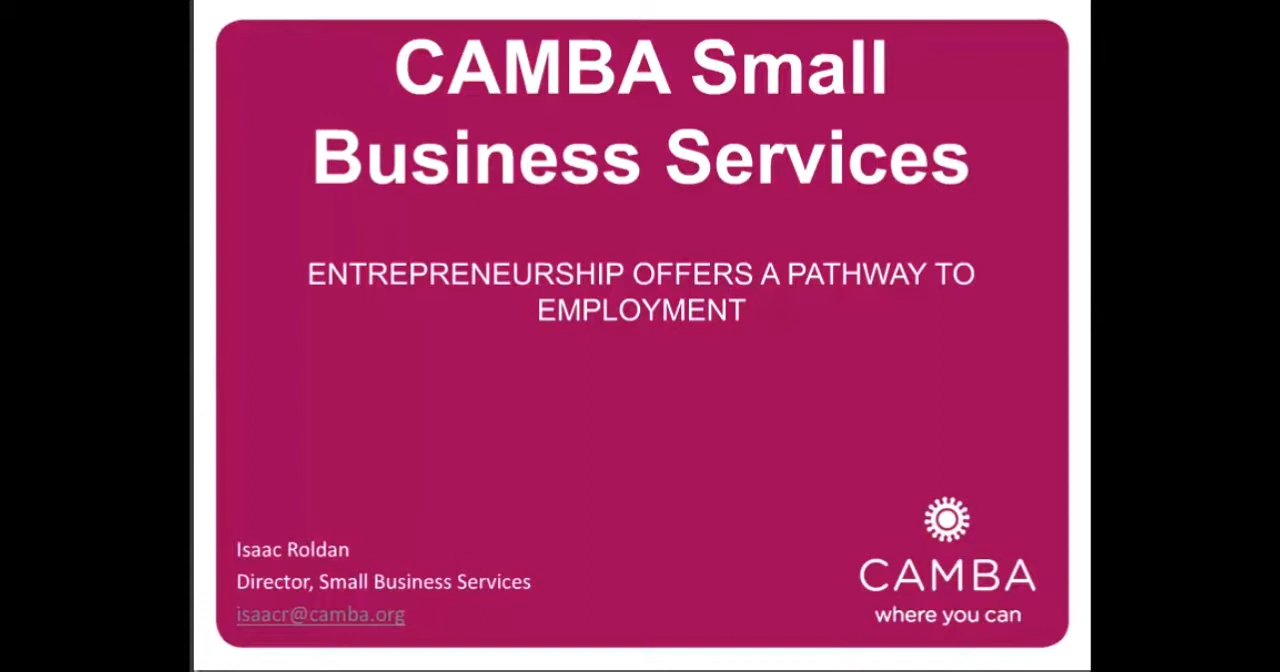 CAMBA Small
Business Services
ENTREPRENEURSHIP OFFERS A PATHWAY TO
EMPLOYMENT
Isaac Roldan
Director, Small Business Services
isaacr@camba.org
CAMBA
where you can